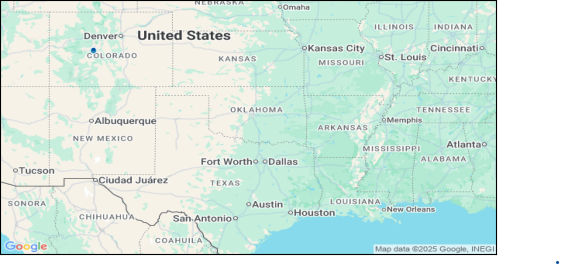 NEBRASKA
Omaha
Denver
United States
ILLINOIS
INDIANA
Kansas City
Cincinnati
COLORADO
St. Louis
KANSAS
MISSOURI
KENTUCKY
OKLAHOMA
TENNESSEE
Albuquerque
Memphis
ARKANSAS
NEW MEXICO
Atlanta
MISSISSIPPI
ALABAMA
Fort Worth
Dallas
Tucson
Ciudad Juárez
TEXAS
SONORA
LOUISIANA
Austin
New Orleans
CHIHUAHUA
San Antonio
Houston
COAHUILA
Google
Map data ©2025 Google, INEGI